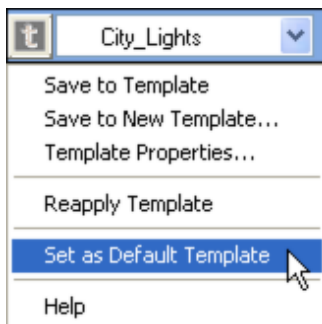 t City_Lights
Save to Template
Save to New Template...
Template Properties...
Reapply Template
Set as Default Template
Help